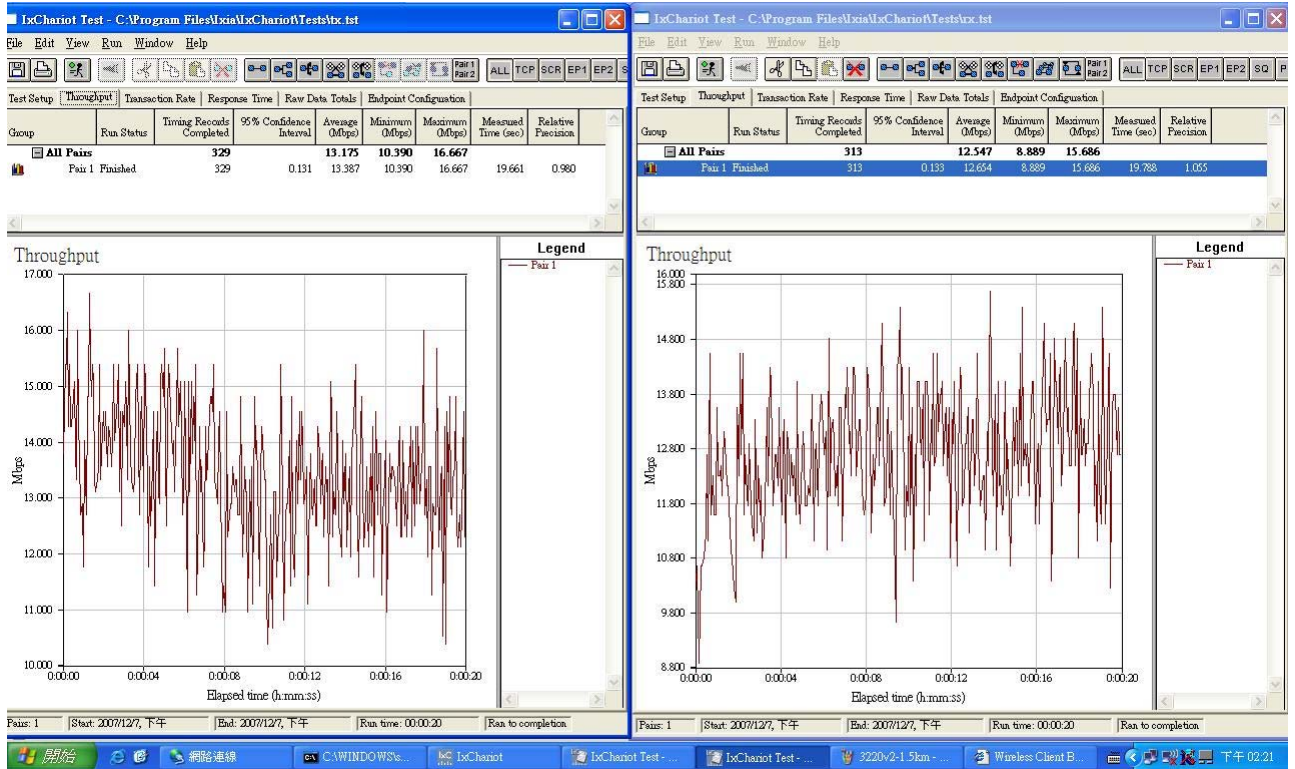 IxChariot Test - C:\Program Files\Ixia\IxChariot\Tests\tx.tst
File Edit View Run Window Help
Pair 1
Pair 2
ALL TCP SCR EP1 EP2 S
Test Setup Throughput Transaction Rate Response Time Raw Data Totals Endpoint Configuration
Group Run Status Timing Records Completed 95% Confidence Interval Average (Mbps) Minimum (Mbps) Maximum (Mbps) Measured Time (sec) Relative Precision
All Pairs 329 13.175 10.390 16.667
Pair 1 Finished 329 0.131 13.387 10.390 16.667 19.661 0.980
Throughput
Legend
Pair 1
17.000
16.000
15.000
14.000
13.000
12.000
11.000
10.000
Mbps
0:00:00 0:00:04 0:00:08 0:00:12 0:00:16 0:00:20
Elapsed time (h:mm:ss)
Pairs: 1 Start: 2007/12/7, 下午 End: 2007/12/7, 下午 Run time: 00:00:20 Ran to completion
IxChariot Test - C:\Program Files\Ixia\IxChariot\Tests\rx.tst
File Edit View Run Window Help
Pair 1
Pair 2
ALL TCP SCR EP1 EP2 SQ P
Test Setup Throughput Transaction Rate Response Time Raw Data Totals Endpoint Configuration
Group Run Status Timing Records Completed 95% Confidence Interval Average (Mbps) Minimum (Mbps) Maximum (Mbps) Measured Time (sec) Relative Precision
All Pairs 313 12.547 8.889 15.686
Pair 1 Finished 313 0.133 12.654 8.889 15.686 19.788 1.055
Throughput
Legend
Pair 1
16.000
15.800
14.800
13.800
12.800
11.800
10.800
9.800
8.800
Mbps
0:00:00 0:00:04 0:00:08 0:00:12 0:00:16 0:00:20
Elapsed time (h:mm:ss)
Pairs: 1 Start: 2007/12/7, 下午 End: 2007/12/7, 下午 Run time: 00:00:20 Ran to completion
開始 網路連線 C:\WINDOWS\s... IxChariot IxChariot Test - ... IxChariot Test - ... 3220v2-1.5km - ... Wireless Client B... 下午 02:21